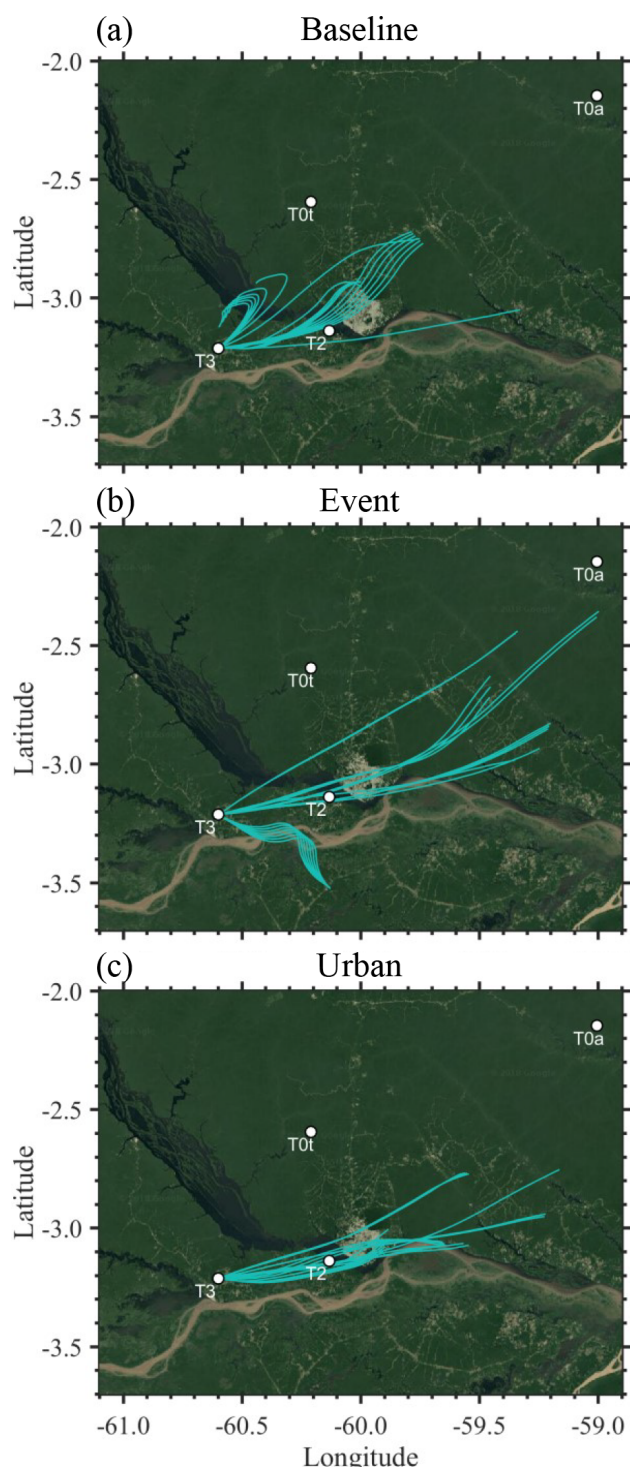 (a) Baseline
-2.0
T0a
-2.5
T0t
Latitude
-3.0
T2
T3
-3.5
(b) Event
-2.0
T0a
-2.5
T0t
Latitude
-3.0
T2
T3
-3.5
(c) Urban
-2.0
T0a
-2.5
T0t
Latitude
-3.0
T2
T3
-3.5
-61.0 -60.5 -60.0 -59.5 -59.0
Longitude